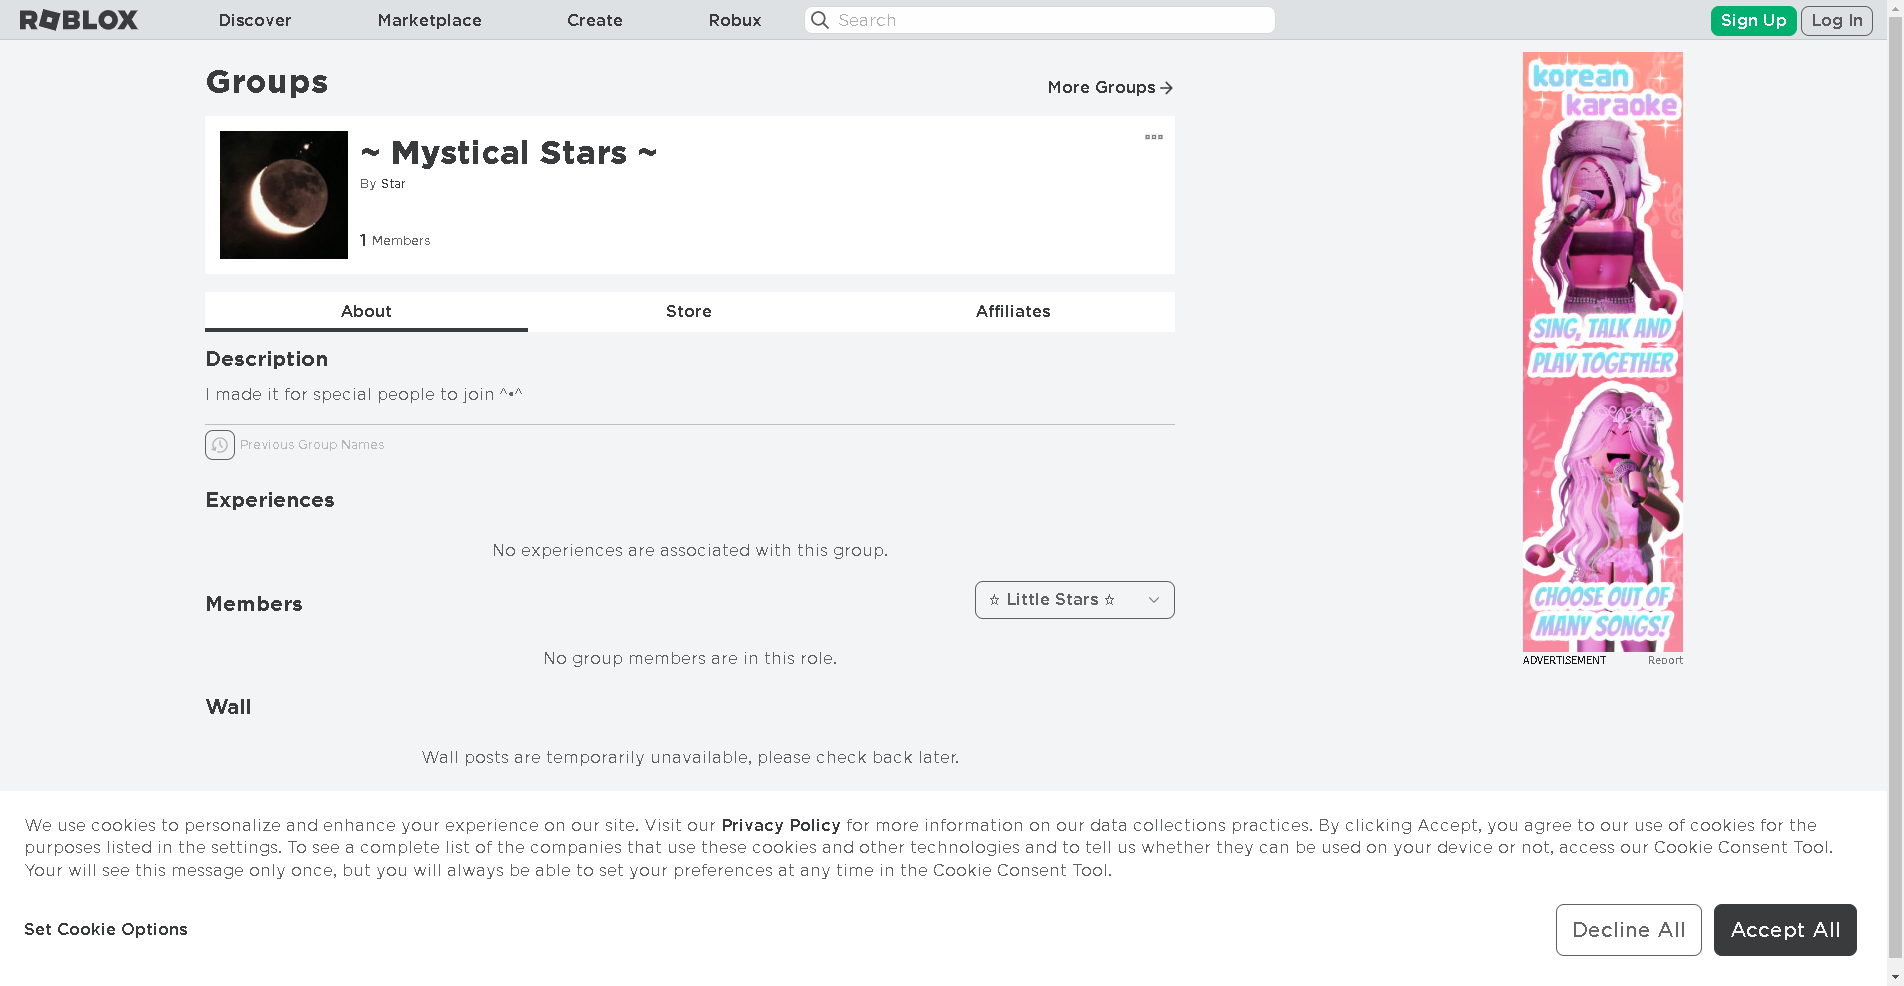 ROBLOX
Discover
Marketplace
Create
Robux
Search
Sign Up
Log In
Groups
More Groups
~ Mystical Stars ~
By Star
1 Members
About
Store
Affiliates
Description
I made it for special people to join ^•^
Previous Group Names
Experiences
No experiences are associated with this group.
Members
☆ Little Stars ☆
No group members are in this role.
Wall
Wall posts are temporarily unavailable, please check back later.
korean
karaoke
SING, TALK AND
PLAY TOGETHER
CHOOSE OUT OF
MANY SONGS!
ADVERTISEMENT
Report
We use cookies to personalize and enhance your experience on our site. Visit our Privacy Policy for more information on our data collections practices. By clicking Accept, you agree to our use of cookies for the
purposes listed in the settings. To see a complete list of the companies that use these cookies and other technologies and to tell us whether they can be used on your device or not, access our Cookie Consent Tool.
Your will see this message only once, but you will always be able to set your preferences at any time in the Cookie Consent Tool.
Set Cookie Options
Decline All
Accept All